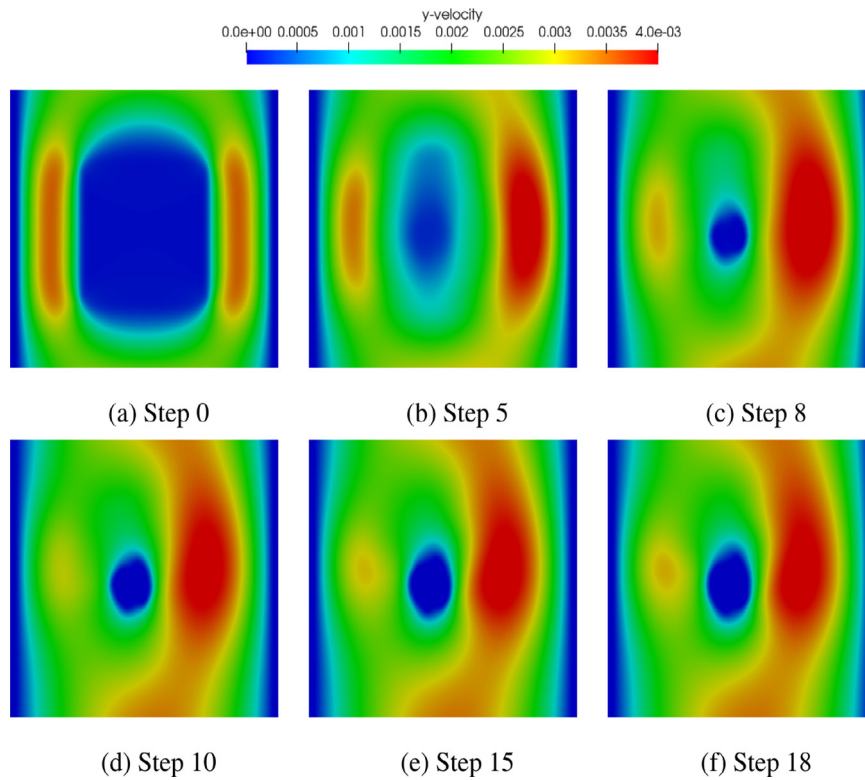 y-velocity
0.0e+00 0.0005 0.001 0.0015 0.002 0.0025 0.003 0.0035 4.0e-03
(a) Step 0 (b) Step 5 (c) Step 8
(d) Step 10 (e) Step 15 (f) Step 18